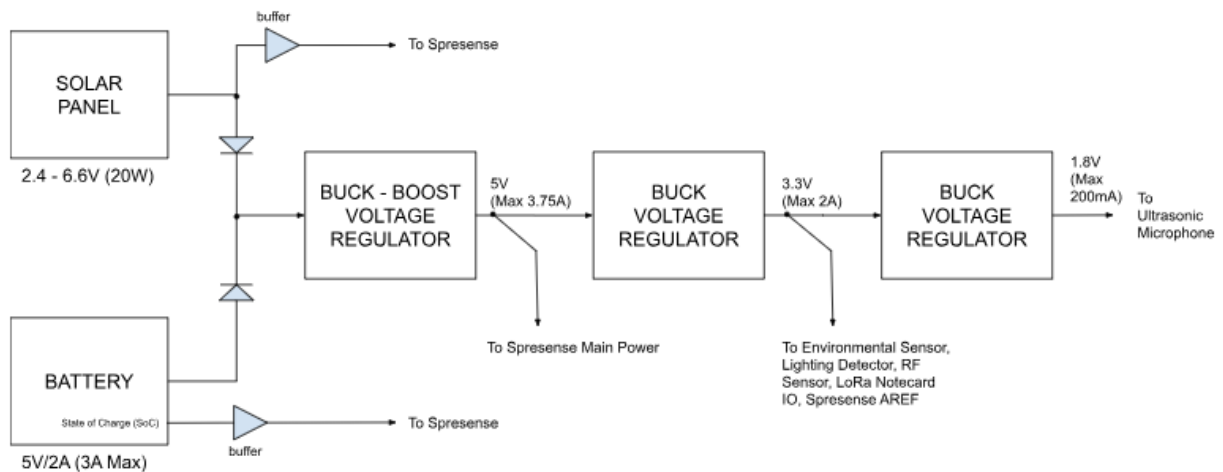 buffer
To Spresense
SOLAR
PANEL
2.4 - 6.6V (20W)
BUCK - BOOST
VOLTAGE
REGULATOR
5V
(Max 3.75A)
BUCK
VOLTAGE
REGULATOR
3.3V
(Max 2A)
BUCK
VOLTAGE
REGULATOR
1.8V
(Max
200mA)
To
Ultrasonic
Microphone
To Spresense Main Power
To Environmental Sensor,
Lighting Detector, RF
Sensor, LoRa Notecard
IO, Spresense AREF
BATTERY
State of Charge (SoC)
To Spresense
buffer
5V/2A (3A Max)